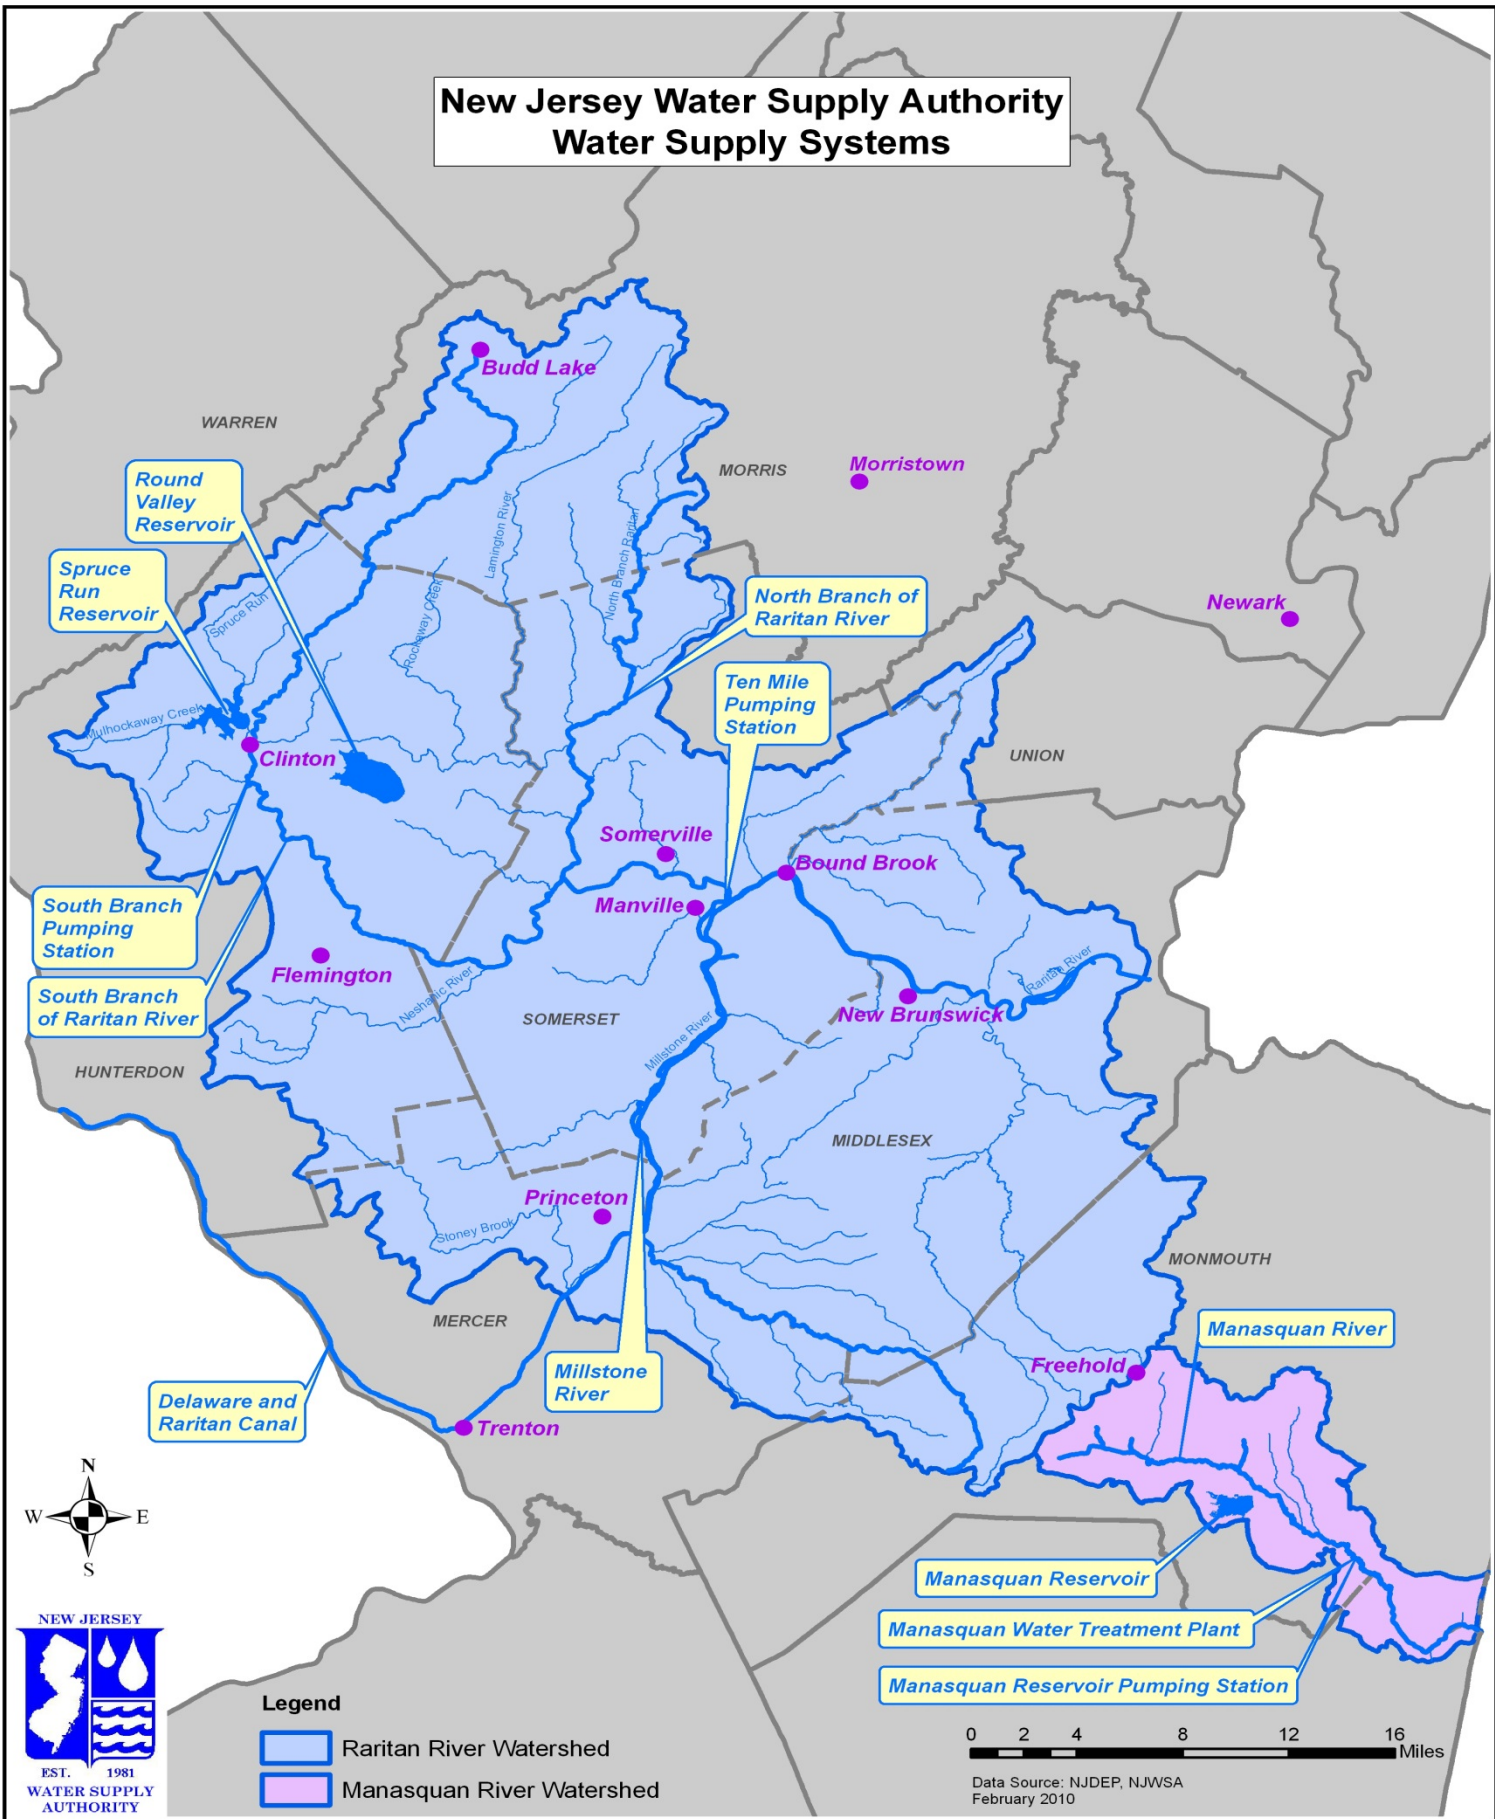 New Jersey Water Supply Authority
Water Supply Systems
Budd Lake
WARREN
MORRIS
Morristown
Round
Valley
Reservoir
Lamington River
North Branch Raritan
Spruce
Run
Reservoir
Spruce Run
Rockaway Creek
North Branch of
Raritan River
Newark
Ten Mile
Pumping
Station
Mulhockaway Creek
Clinton
UNION
Somerville
Bound Brook
South Branch
Pumping
Station
Manville
Flemington
South Branch
of Raritan River
Neshanic River
Raritan River
SOMERSET
New Brunswick
Millstone River
HUNTERDON
MIDDLESEX
Princeton
Stoney Brook
MONMOUTH
MERCER
Manasquan River
Millstone
River
Freehold
Delaware and
Raritan Canal
Trenton
N
W
E
S
Manasquan Reservoir
Manasquan Water Treatment Plant
Manasquan Reservoir Pumping Station
NEW JERSEY
EST. 1981
WATER SUPPLY
AUTHORITY
Legend
Raritan River Watershed
Manasquan River Watershed
0 2 4 8 12 16
Miles
Data Source: NJDEP, NJWSA
February 2010